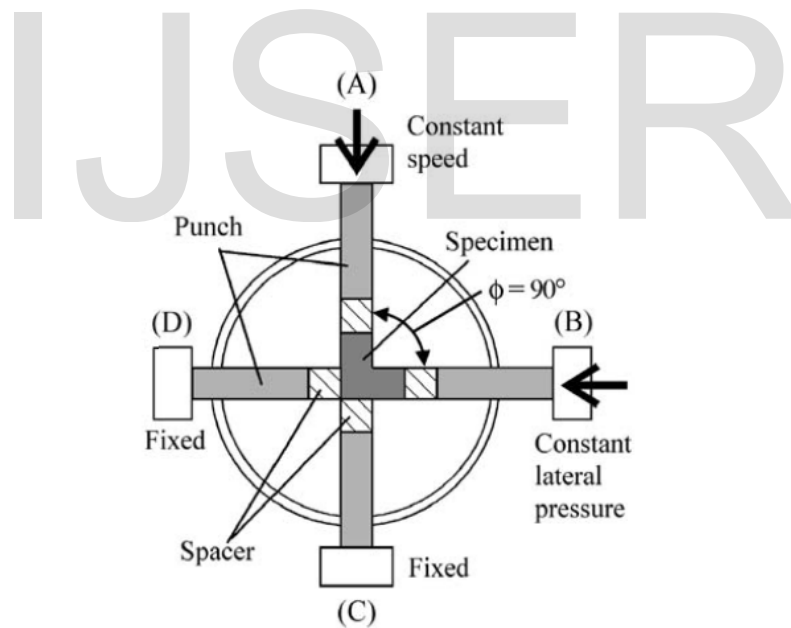 IJSER
(A)
Constant
speed
Punch
Specimen
ϕ = 90°
(D)
(B)
Fixed
Constant
lateral
pressure
Spacer
Fixed
(C)